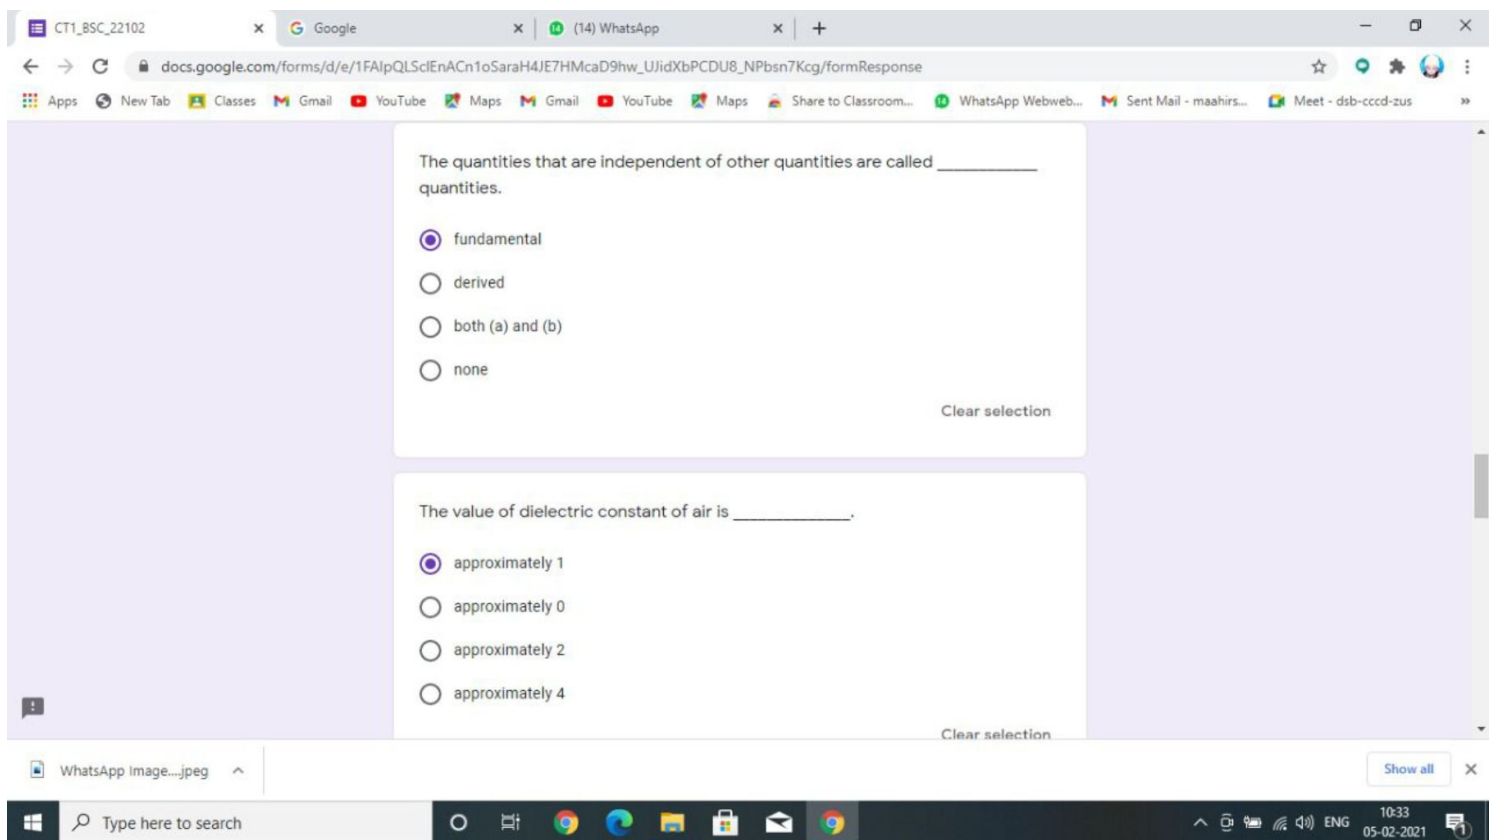 CT1_BSC_22102
Google
(14) WhatsApp
docs.google.com/forms/d/e/1FAIpQLSclEnACn1oSaraH4JE7HMcaD9hw_UJidXbPCDU8_NPbsn7Kcg/formResponse
Apps New Tab Classes Gmail YouTube Maps Gmail YouTube Maps Share to Classroom... WhatsApp Webweb... Sent Mail - maahirs... Meet - dsb-cccd-zus »
The quantities that are independent of other quantities are called ____________
quantities.
fundamental
derived
both (a) and (b)
none
Clear selection
The value of dielectric constant of air is ______________.
approximately 1
approximately 0
approximately 2
approximately 4
Clear selection
WhatsApp Image....jpeg
Show all
Type here to search
ENG
10:33
05-02-2021